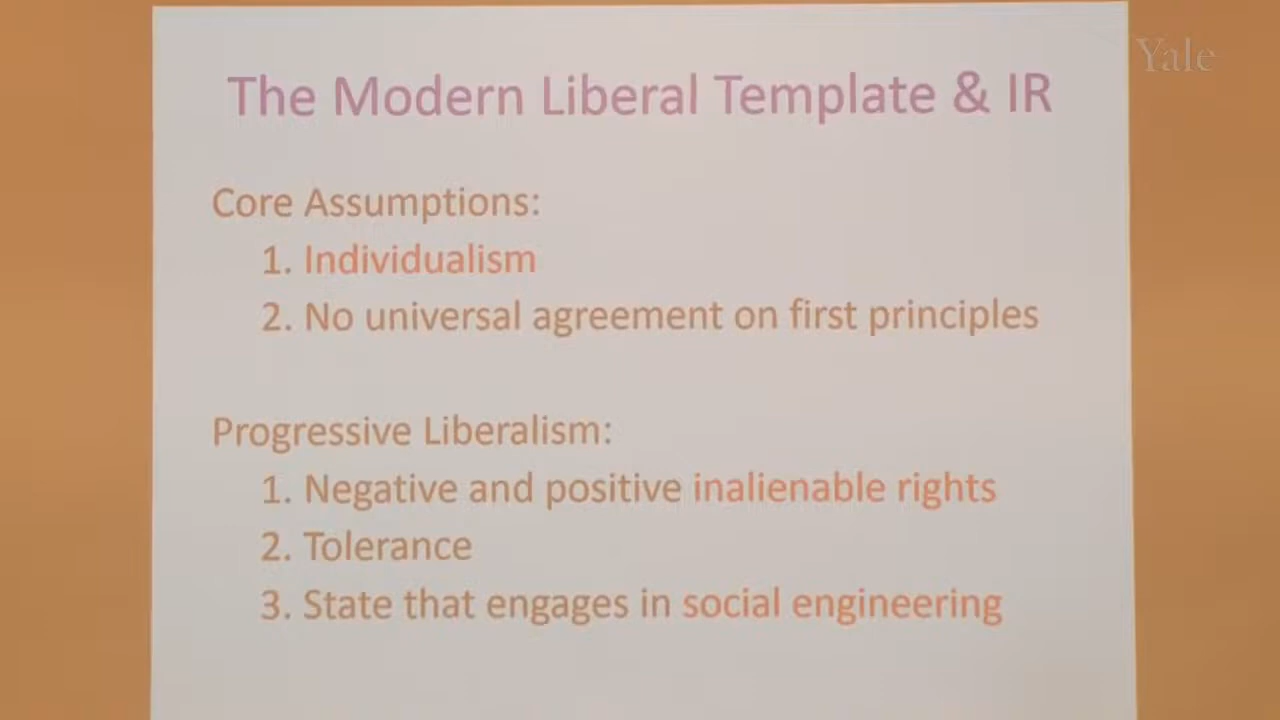 Yale
The Modern Liberal Template & IR
Core Assumptions:
1. Individualism
2. No universal agreement on first principles
Progressive Liberalism:
1. Negative and positive inalienable rights
2. Tolerance
3. State that engages in social engineering